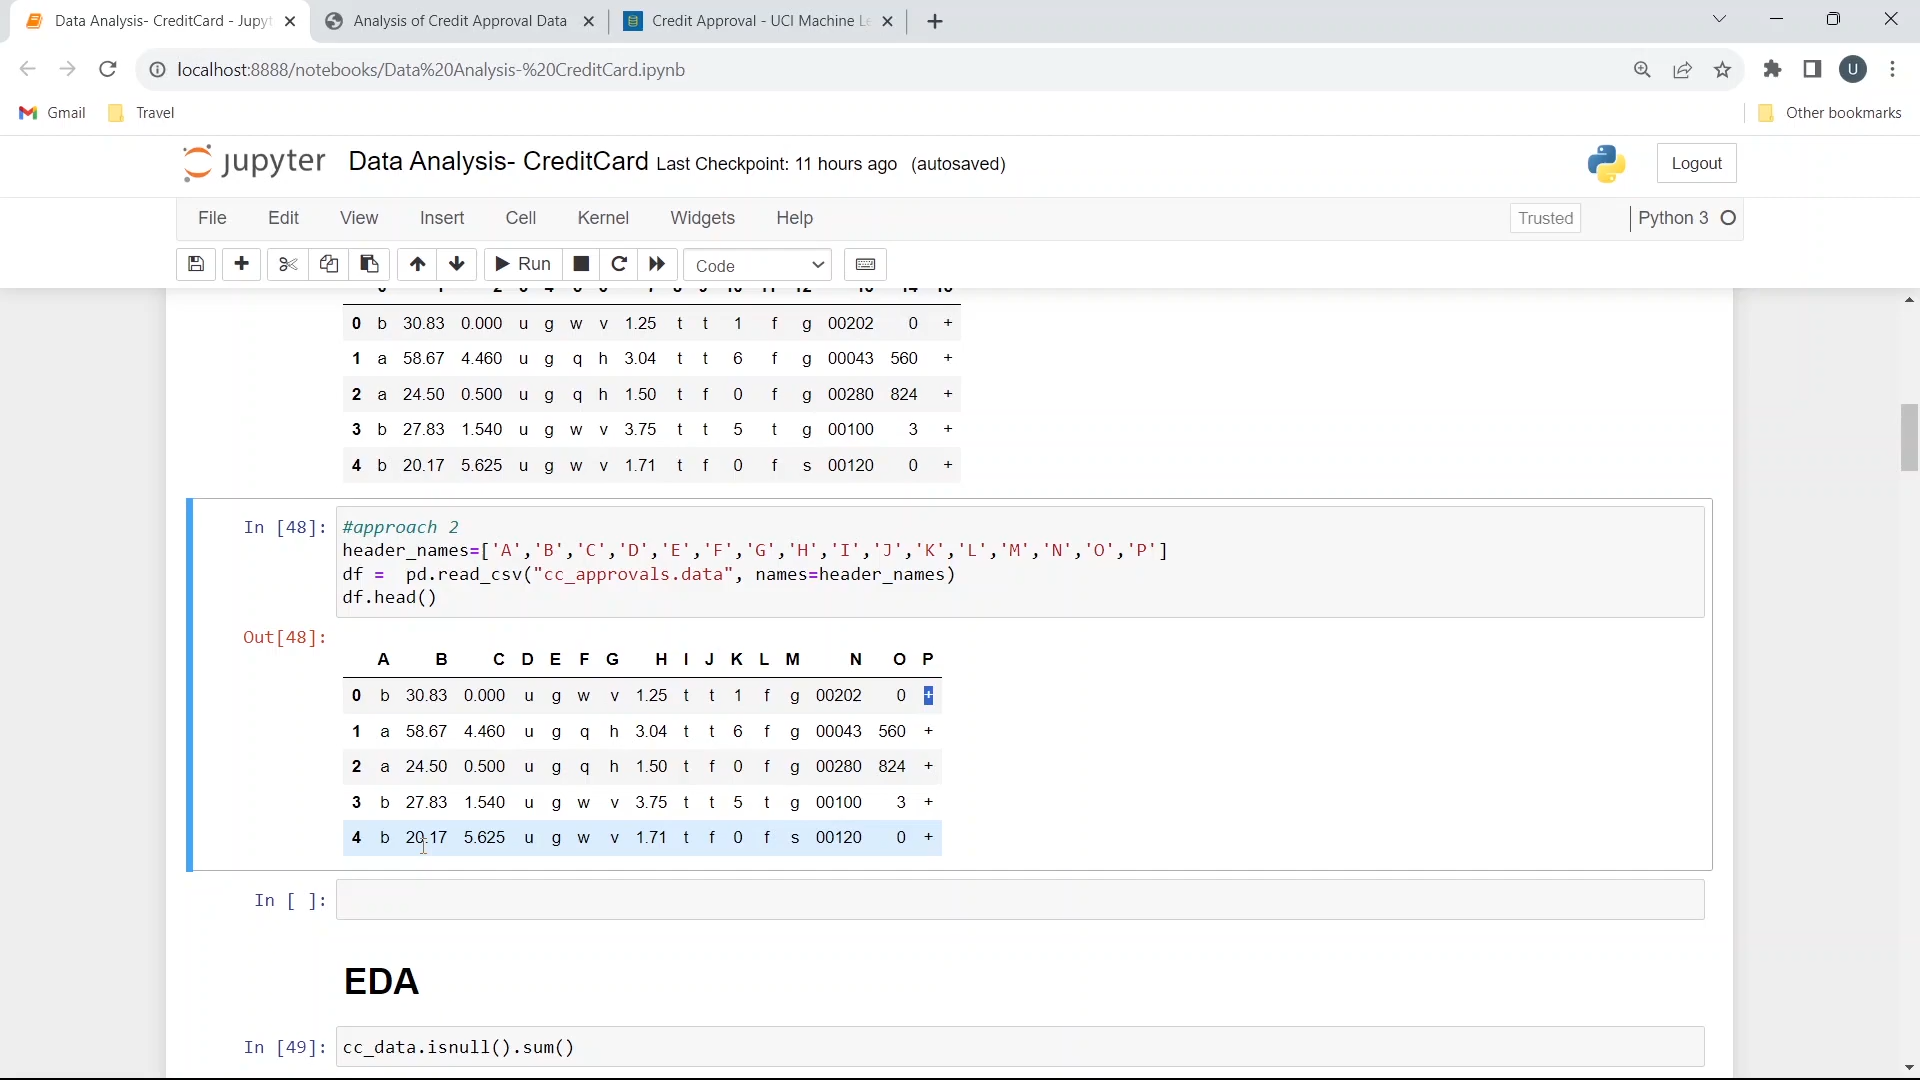 Data Analysis- CreditCard - Jupyt
Analysis of Credit Approval Data
Credit Approval - UCI Machine Le
localhost:8888/notebooks/Data%20Analysis-%20CreditCard.ipynb
U
Gmail
Travel
Other bookmarks
jupyter Data Analysis- CreditCard Last Checkpoint: 11 hours ago (autosaved)
Logout
File Edit View Insert Cell Kernel Widgets Help
Trusted
Python 3
Run
Code
0 b 30.83 0.000 u g w v 1.25 t t 1 f g 00202 0 +
1 a 58.67 4.460 u g q h 3.04 t t 6 f g 00043 560 +
2 a 24.50 0.500 u g q h 1.50 t f 0 f g 00280 824 +
3 b 27.83 1.540 u g w v 3.75 t t 5 t g 00100 3 +
4 b 20.17 5.625 u g w v 1.71 t f 0 f s 00120 0 +
In [48]: #approach 2
header_names=['A','B','C','D','E','F','G','H','I','J','K','L','M','N','O','P']
df = pd.read_csv("cc_approvals.data", names=header_names)
df.head()
Out[48]:
A B C D E F G H I J K L M N O P
0 b 30.83 0.000 u g w v 1.25 t t 1 f g 00202 0 +
1 a 58.67 4.460 u g q h 3.04 t t 6 f g 00043 560 +
2 a 24.50 0.500 u g q h 1.50 t f 0 f g 00280 824 +
3 b 27.83 1.540 u g w v 3.75 t t 5 t g 00100 3 +
4 b 20.17 5.625 u g w v 1.71 t f 0 f s 00120 0 +
In [ ]:
EDA
In [49]: cc_data.isnull().sum()